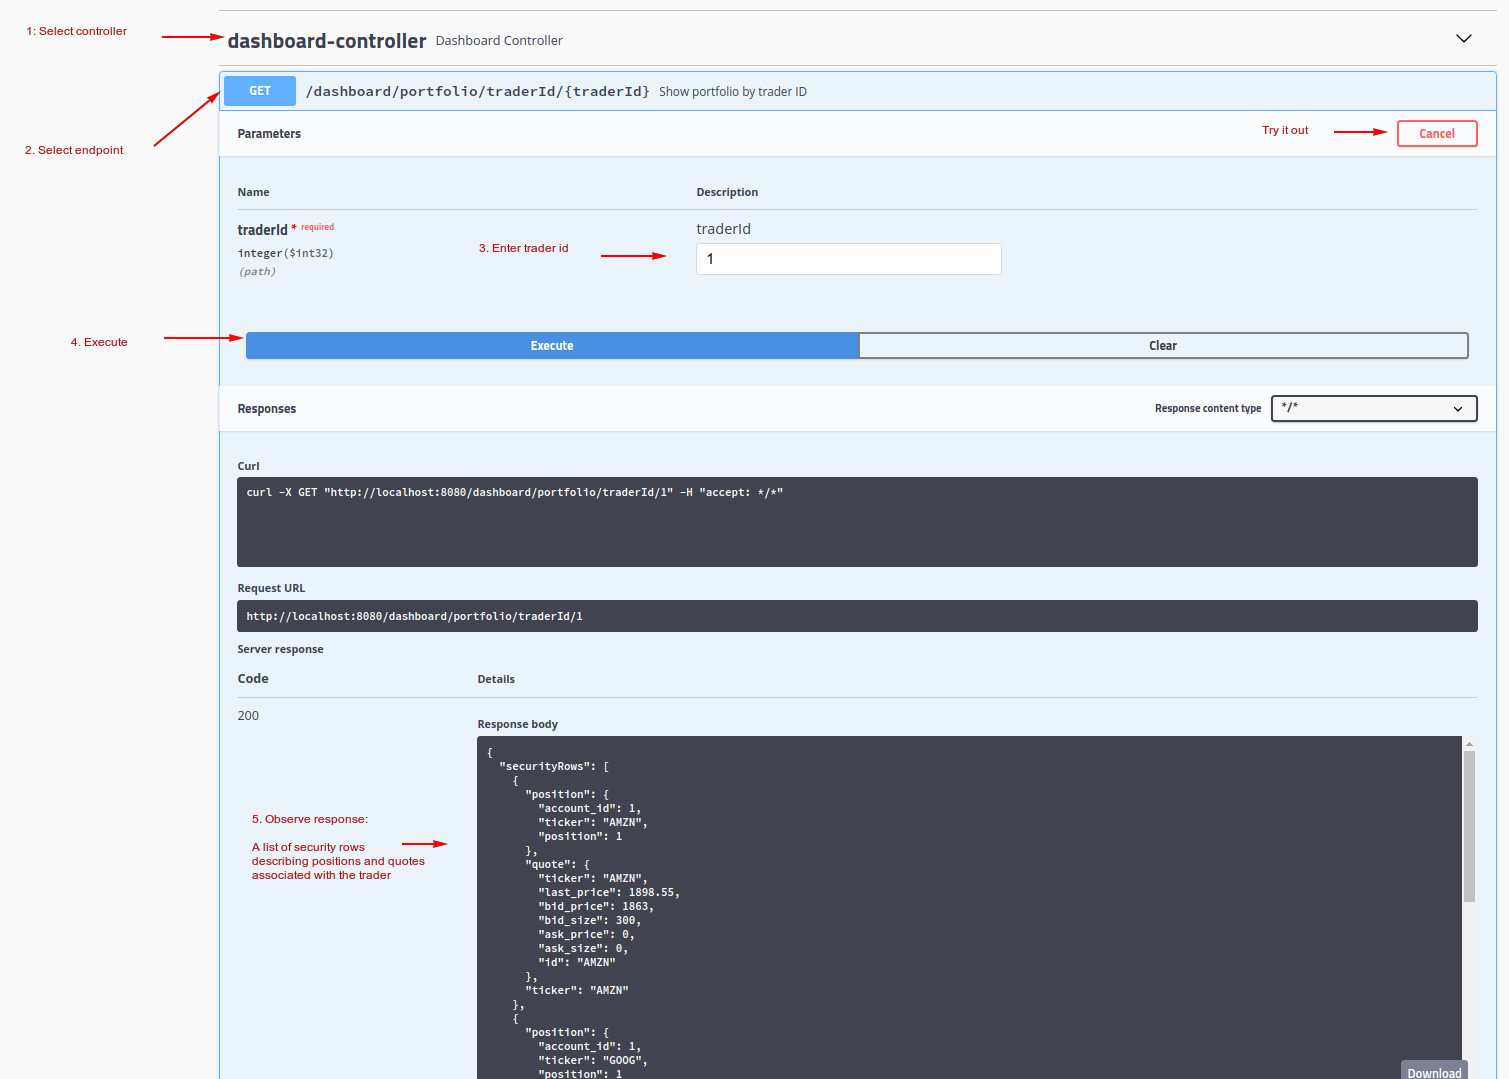 1: Select controller
dashboard-controller Dashboard Controller
GET /dashboard/portfolio/traderId/{traderId} Show portfolio by trader ID
2. Select endpoint
Parameters
Try it out
Cancel
Name Description
traderId * required
integer($int32)
(path)
3. Enter trader id
traderId
1
4. Execute
Execute Clear
Responses
Response content type */*
Curl
curl -X GET "http://localhost:8080/dashboard/portfolio/traderId/1" -H "accept: */*"
Request URL
http://localhost:8080/dashboard/portfolio/traderId/1
Server response
Code Details
200
5. Observe response:
A list of security rows
describing positions and quotes
associated with the trader
Response body
{
"securityRows": [
{
"position": {
"account_id": 1,
"ticker": "AMZN",
"position": 1
},
"quote": {
"ticker": "AMZN",
"last_price": 1898.55,
"bid_price": 1863,
"bid_size": 300,
"ask_price": 0,
"ask_size": 0,
"id": "AMZN"
},
"ticker": "AMZN"
},
{
"position": {
"account_id": 1,
"ticker": "GOOG",
"position": 1
Download